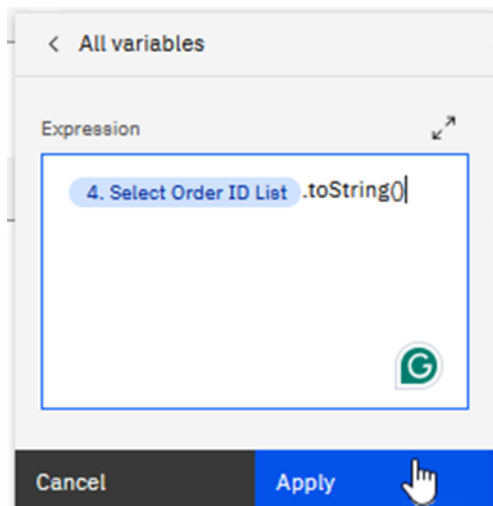 All variables
Expression
4. Select Order ID List .toString()
Cancel
Apply